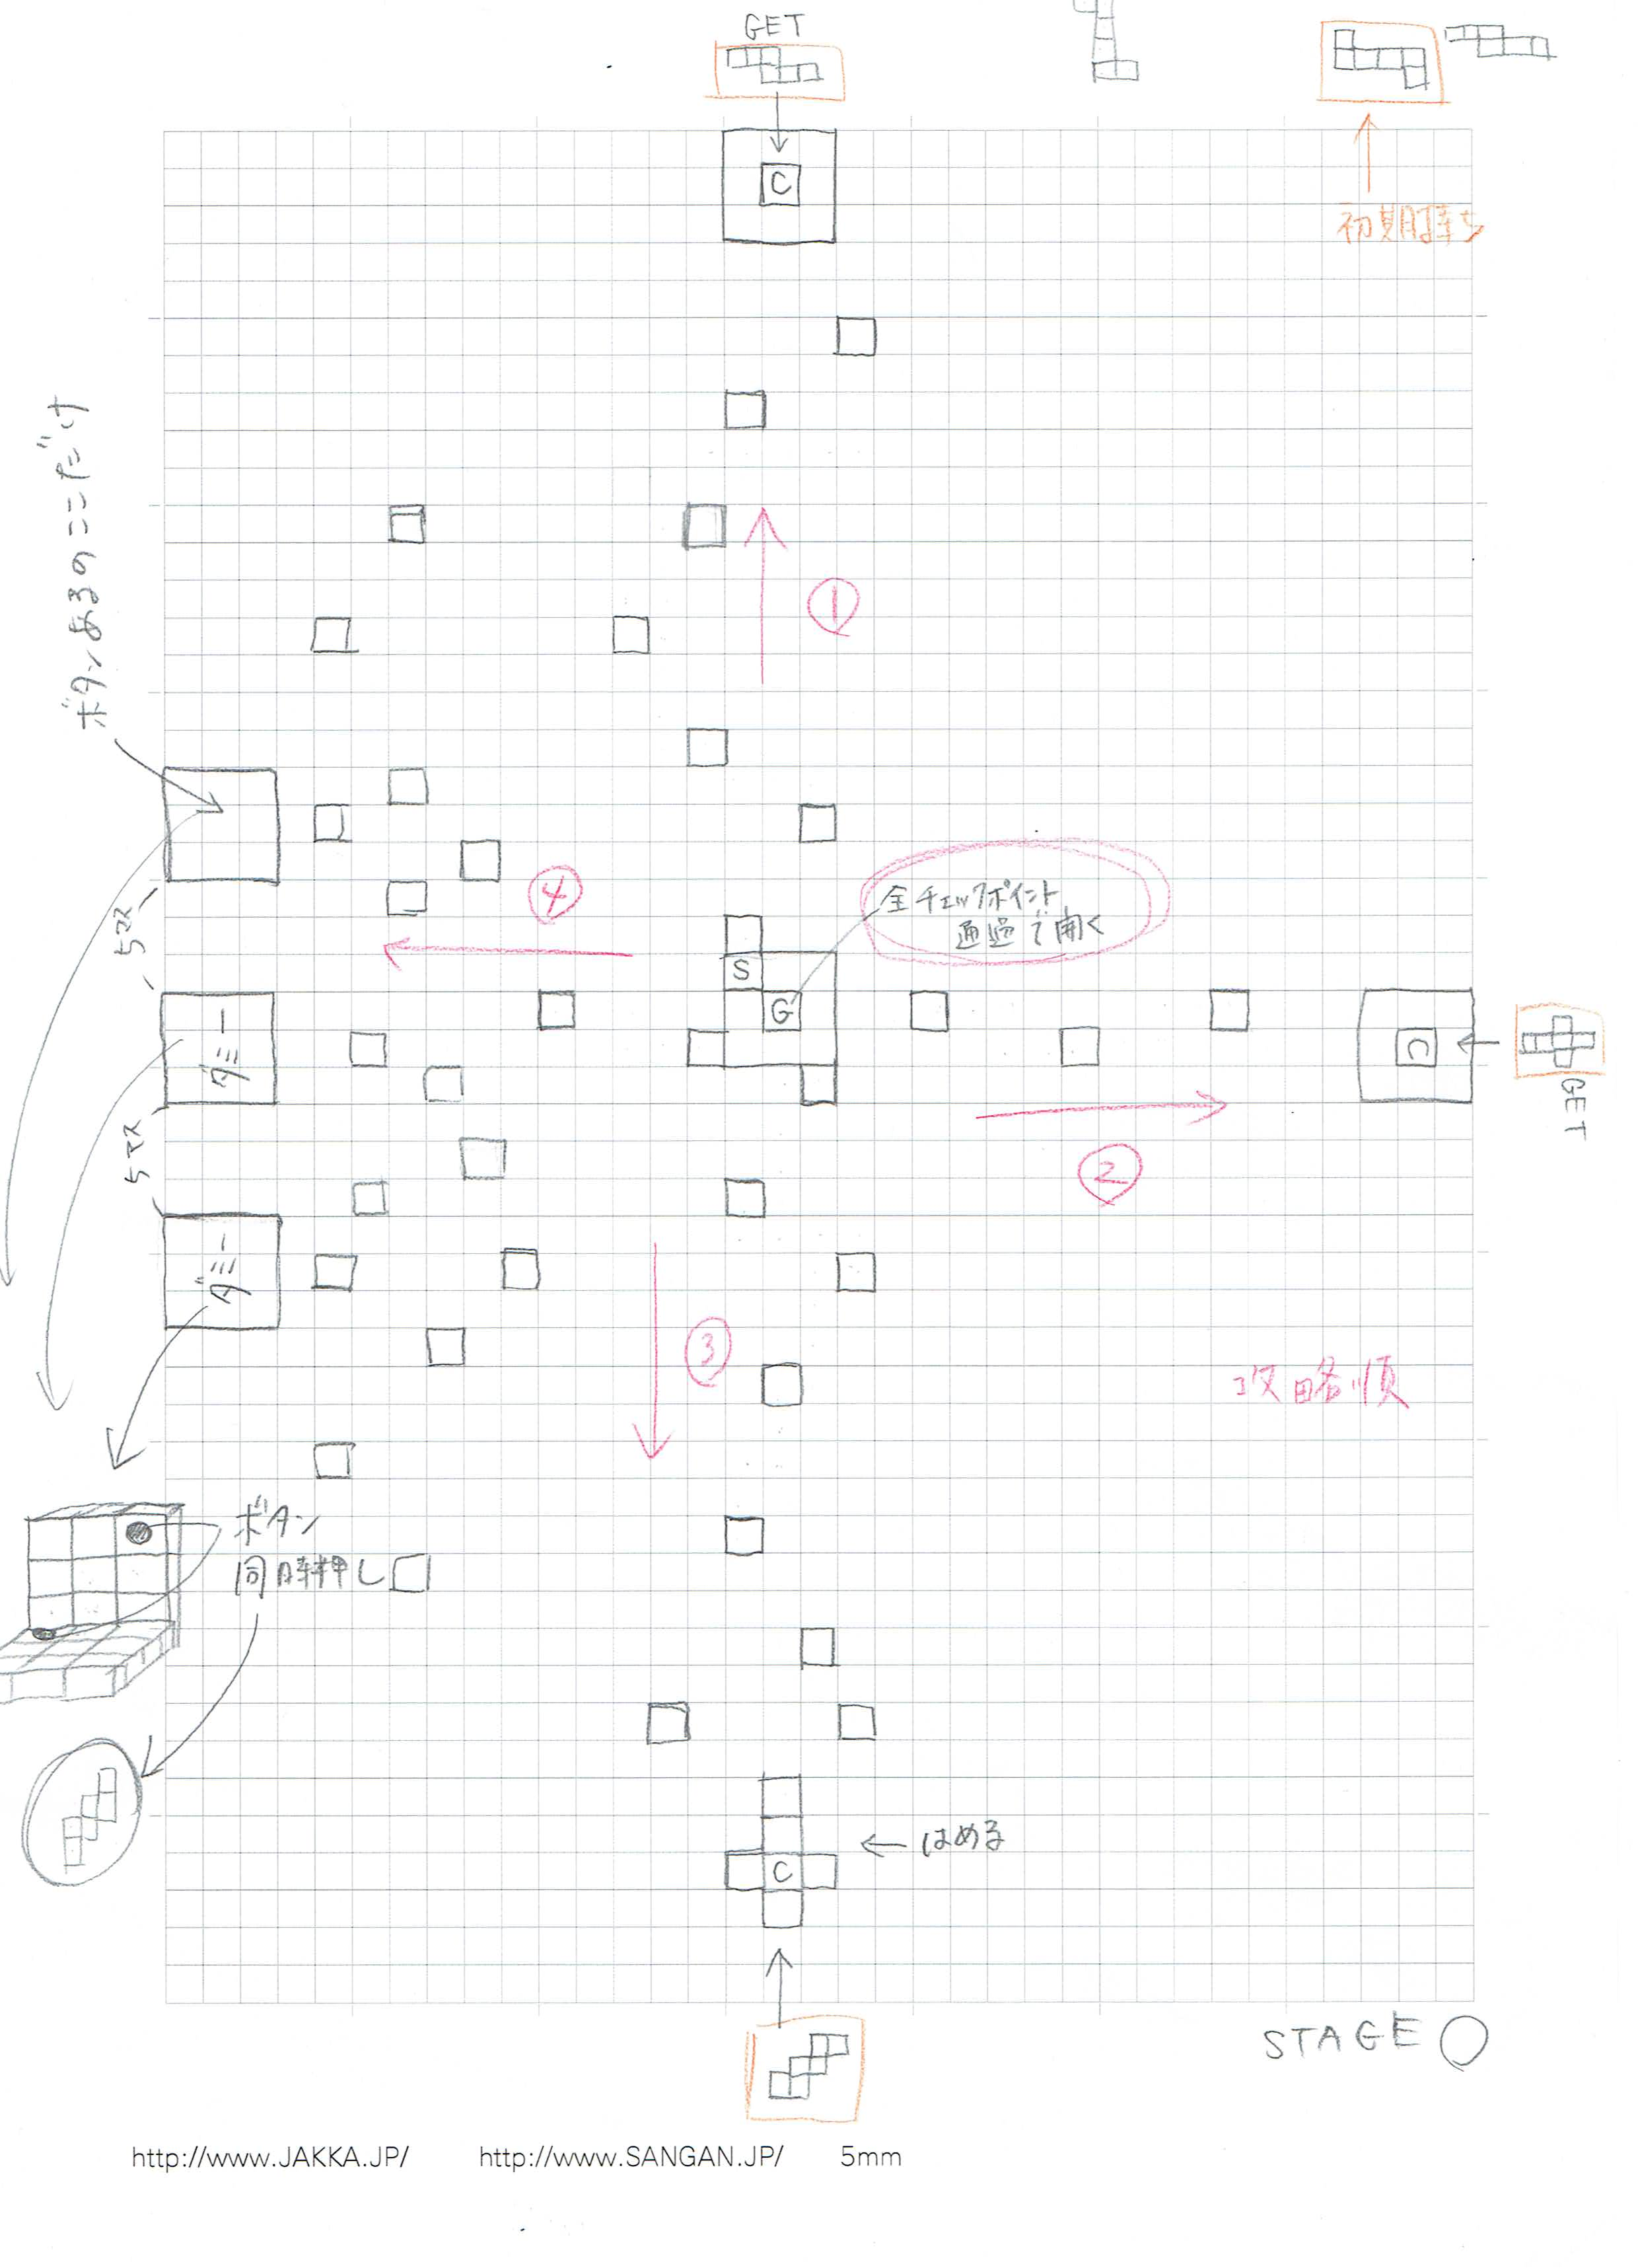 GET
C
初期持ち
ボタンあるのここだけ
①
全チェックポイント
通過で開く
④
5マス
S
G
ダミー
C
GET
②
5マス
ダミー
③
攻略順
ボタン
同時押し
はめる
C
STAGE ◯
http://www.JAKKA.JP/
http://www.SANGAN.JP/
5mm